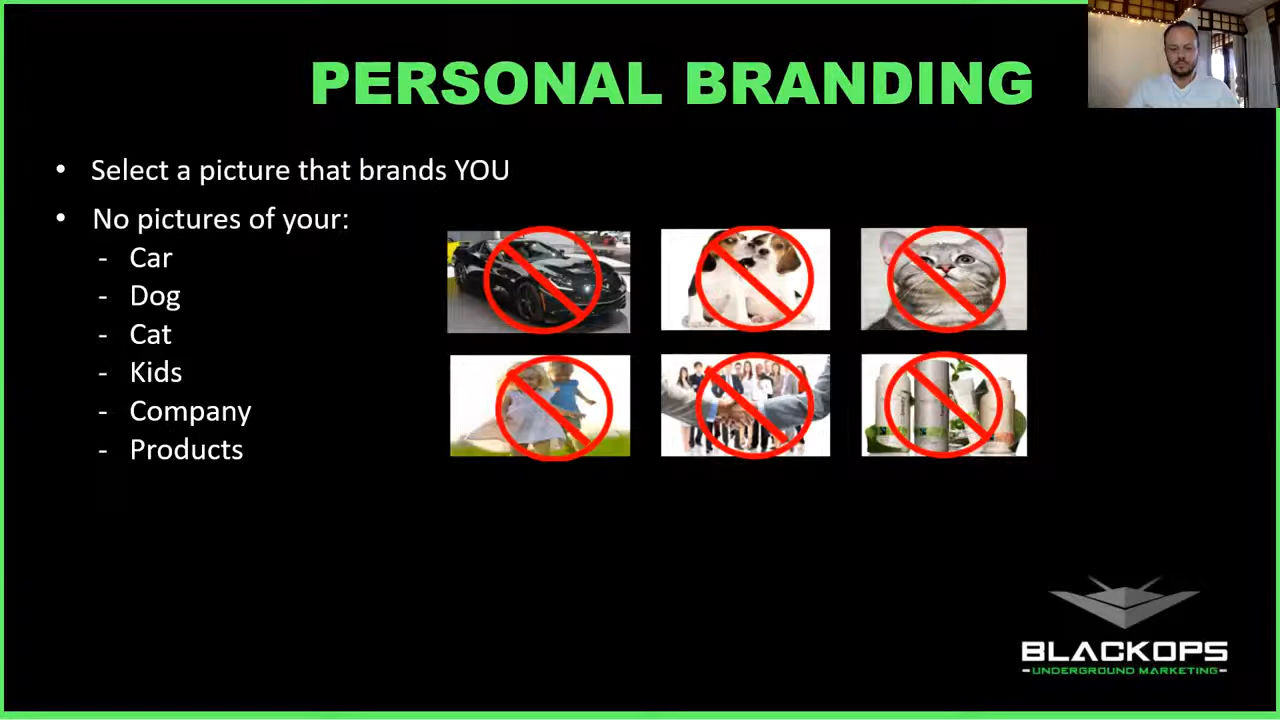 PERSONAL BRANDING
• Select a picture that brands YOU
• No pictures of your:
- Car
- Dog
- Cat
- Kids
- Company
- Products
BLACKOPS
UNDERGROUND MARKETING